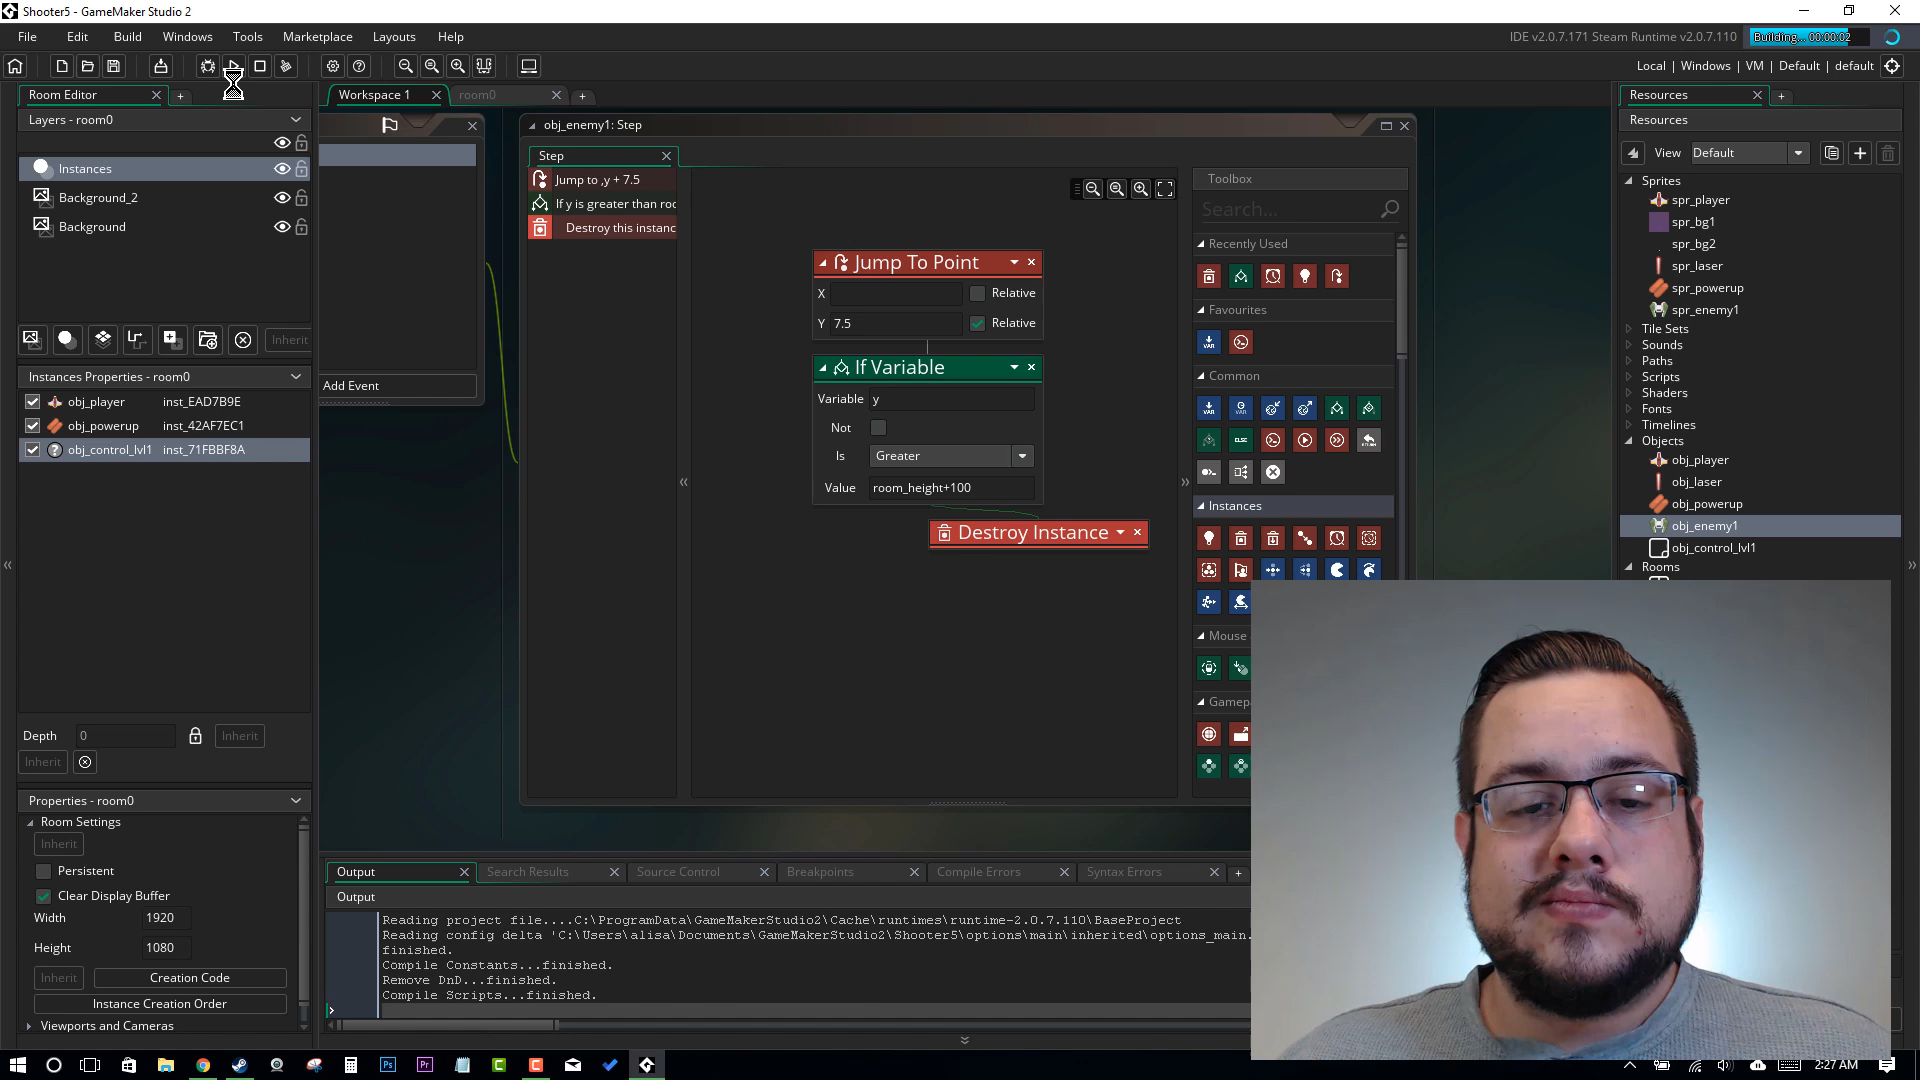 Shooter5 - GameMaker Studio 2
File Edit Build Windows Tools Marketplace Layouts Help
IDE v2.0.7.171 Steam Runtime v2.0.7.110
Building... 00:00:02
Local | Windows | VM | Default | default
Room Editor
Layers - room0
Instances
Background_2
Background
Inherit
Instances Properties - room0
obj_player inst_EAD7B9E
obj_powerup inst_42AF7EC1
obj_control_lvl1 inst_71FBBF8A
Depth 0 Inherit
Inherit
Properties - room0
Room Settings
Inherit
Persistent
Clear Display Buffer
Width 1920
Height 1080
Inherit Creation Code
Instance Creation Order
Viewports and Cameras
Workspace 1
room0
Add Event
obj_enemy1: Step
Step
Jump to ,y + 7.5
If y is greater than roo
Destroy this instanc
Jump To Point
X Relative
Y 7.5 Relative
If Variable
Variable y
Not
Is Greater
Value room_height+100
Destroy Instance
Toolbox
Search...
Recently Used
Favourites
VAR
Common
VAR
ELSE
RETURN
Instances
Mouse
Gamep
Output Search Results Source Control Breakpoints Compile Errors Syntax Errors
Output
Reading project file....C:\ProgramData\GameMakerStudio2\Cache\runtimes\runtime-2.0.7.110\BaseProject
Reading config delta 'C:\Users\alisa\Documents\GameMakerStudio2\Shooter5\options\main\inherited\options_main.
finished.
Compile Constants...finished.
Remove DnD...finished.
Compile Scripts...finished.
Resources
Resources
View Default
Sprites
spr_player
spr_bg1
spr_bg2
spr_laser
spr_powerup
spr_enemy1
Tile Sets
Sounds
Paths
Scripts
Shaders
Fonts
Timelines
Objects
obj_player
obj_laser
obj_powerup
obj_enemy1
obj_control_lvl1
Rooms
Ps
Pr
C
C
2:27 AM